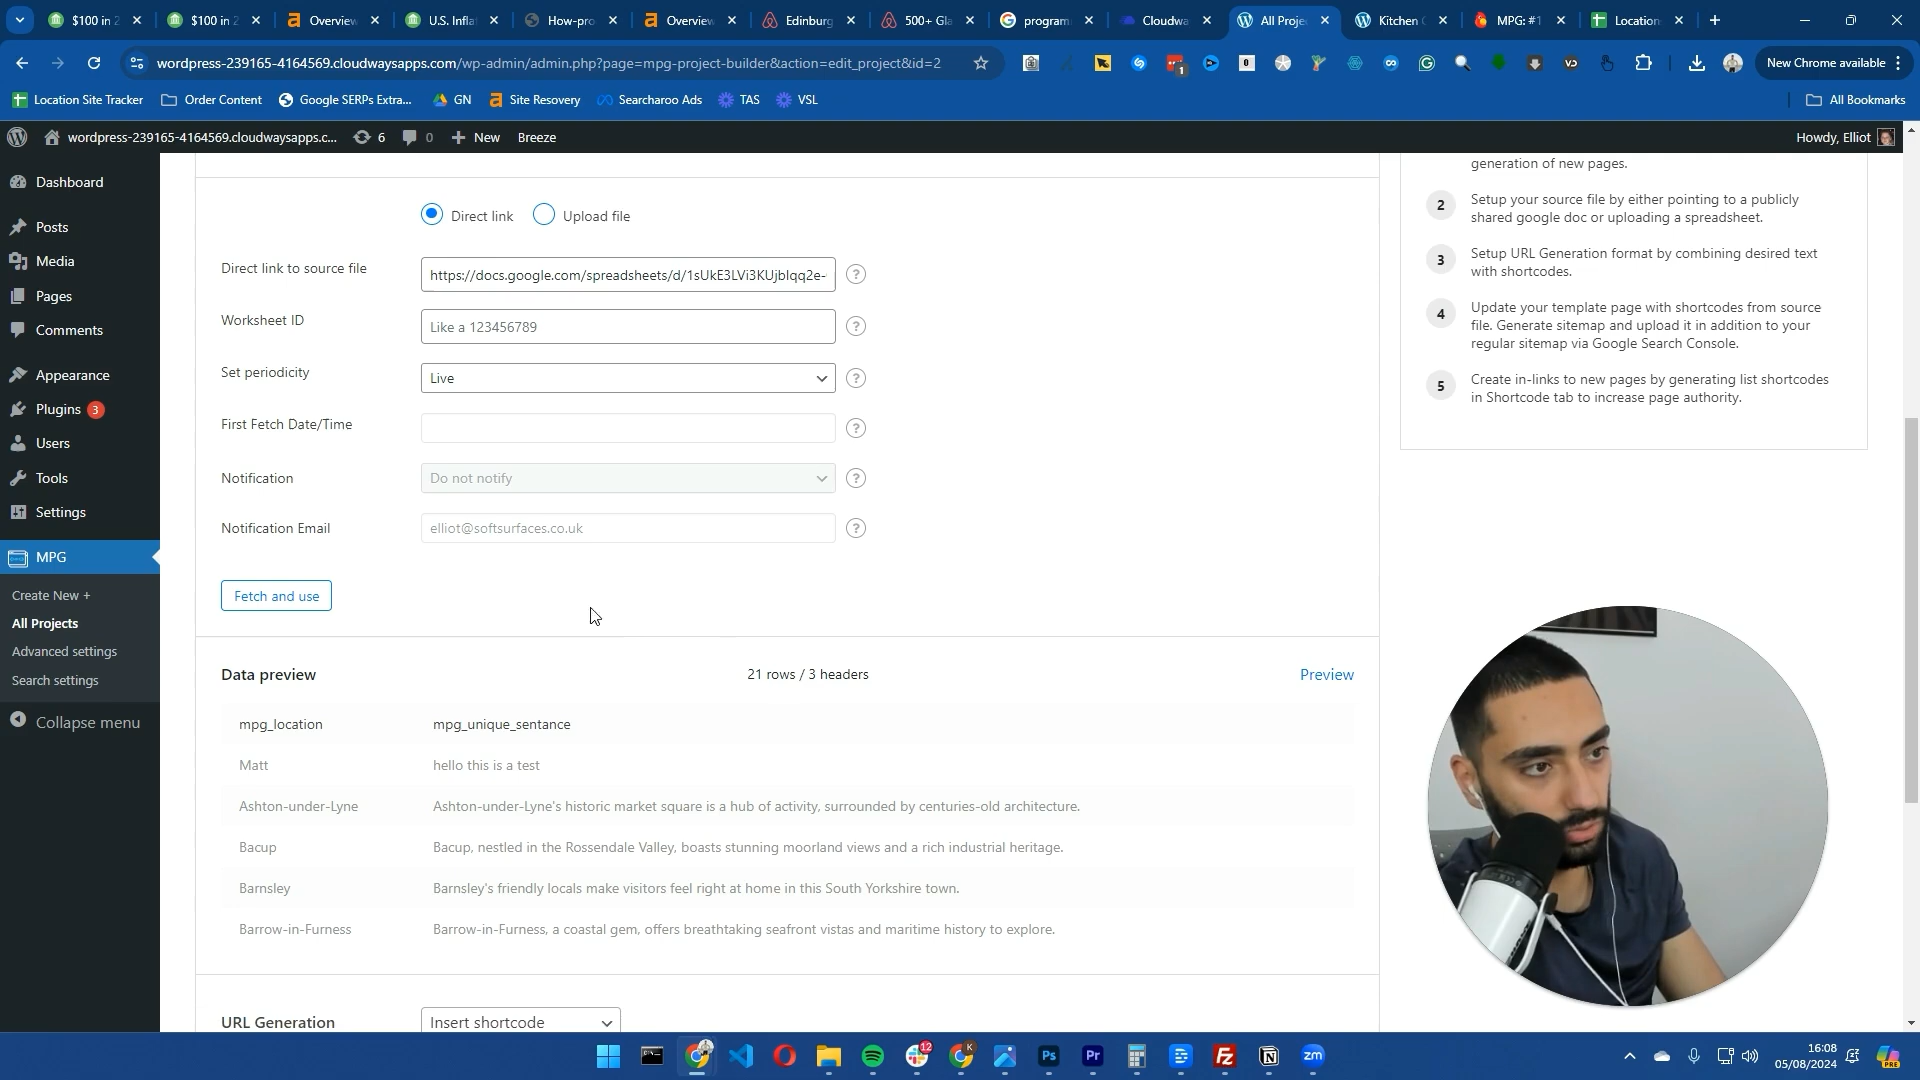 $100 in 2
$100 in 2
Overview
U.S. Infla
How-pro
Overview
Edinburg
500+ Gla
program
Cloudwa
All Proje
Kitchen C
MPG: #1
Location
wordpress-239165-4164569.cloudwaysapps.com/wp-admin/admin.php?page=mpg-project-builder&action=edit_project&id=2
New Chrome available
Location Site Tracker
Order Content
Google SERPs Extra...
GN
Site Recovery
Searcharoo Ads
TAS
VSL
All Bookmarks
wordpress-239165-4164569.cloudwaysapps.c...
6
0
New
Breeze
Howdy, Elliot
Dashboard
Posts
Media
Pages
Comments
Appearance
Plugins 3
Users
Tools
Settings
MPG
Create New +
All Projects
Advanced settings
Search settings
Collapse menu
Direct link
Upload file
Direct link to source file
https://docs.google.com/spreadsheets/d/1sUkE3LVi3KUjbIqq2e-
?
Worksheet ID
Like a 123456789
?
Set periodicity
Live
?
First Fetch Date/Time
?
Notification
Do not notify
?
Notification Email
elliot@softsurfaces.co.uk
?
Fetch and use
Data preview
21 rows / 3 headers
Preview
mpg_location
mpg_unique_sentance
Matt
hello this is a test
Ashton-under-Lyne
Ashton-under-Lyne's historic market square is a hub of activity, surrounded by centuries-old architecture.
Bacup
Bacup, nestled in the Rossendale Valley, boasts stunning moorland views and a rich industrial heritage.
Barnsley
Barnsley's friendly locals make visitors feel right at home in this South Yorkshire town.
Barrow-in-Furness
Barrow-in-Furness, a coastal gem, offers breathtaking seafront vistas and maritime history to explore.
URL Generation
Insert shortcode
generation of new pages.
2
Setup your source file by either pointing to a publicly
shared google doc or uploading a spreadsheet.
3
Setup URL Generation format by combining desired text
with shortcodes.
4
Update your template page with shortcodes from source
file. Generate sitemap and upload it in addition to your
regular sitemap via Google Search Console.
5
Create in-links to new pages by generating list shortcodes
in Shortcode tab to increase page authority.
12
K
Ps
Pr
zm
16:08
05/08/2024